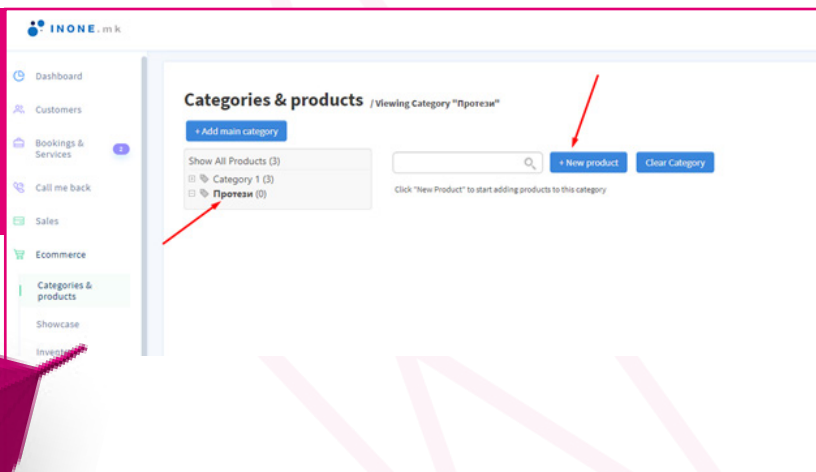 INONE.mk
Dashboard
Customers
Bookings &
Services
2
Call me back
Sales
Ecommerce
Categories &
products
Showcase
Categories & products / Viewing Category "Протези"
+ Add main category
Show All Products (3)
Category 1 (3)
Протези (0)
+ New product
Clear Category
Click "New Product" to start adding products to this category